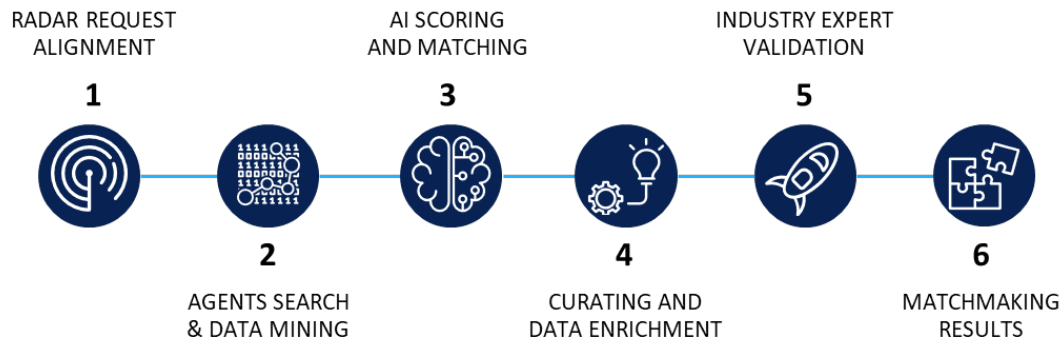 RADAR REQUEST
ALIGNMENT
1
2
AGENTS SEARCH
& DATA MINING
AI SCORING
AND MATCHING
3
4
CURATING AND
DATA ENRICHMENT
INDUSTRY EXPERT
VALIDATION
5
6
MATCHMAKING
RESULTS